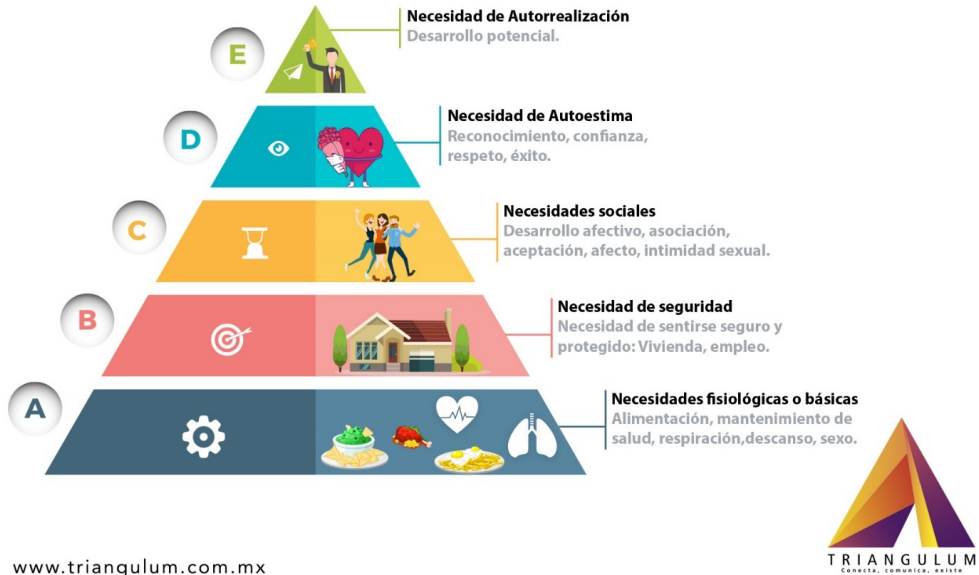 E
Necesidad de Autorrealización
Desarrollo potencial.
D
Necesidad de Autoestima
Reconocimiento, confianza,
respeto, éxito.
C
Necesidades sociales
Desarrollo afectivo, asociación,
aceptación, afecto, intimidad sexual.
B
Necesidad de seguridad
Necesidad de sentirse seguro y
protegido: Vivienda, empleo.
A
Necesidades fisiológicas o básicas
Alimentación, mantenimiento de
salud, respiración,descanso, sexo.
TRIANGULUM
Conecta, comunica, existe
www.triangulum.com.mx